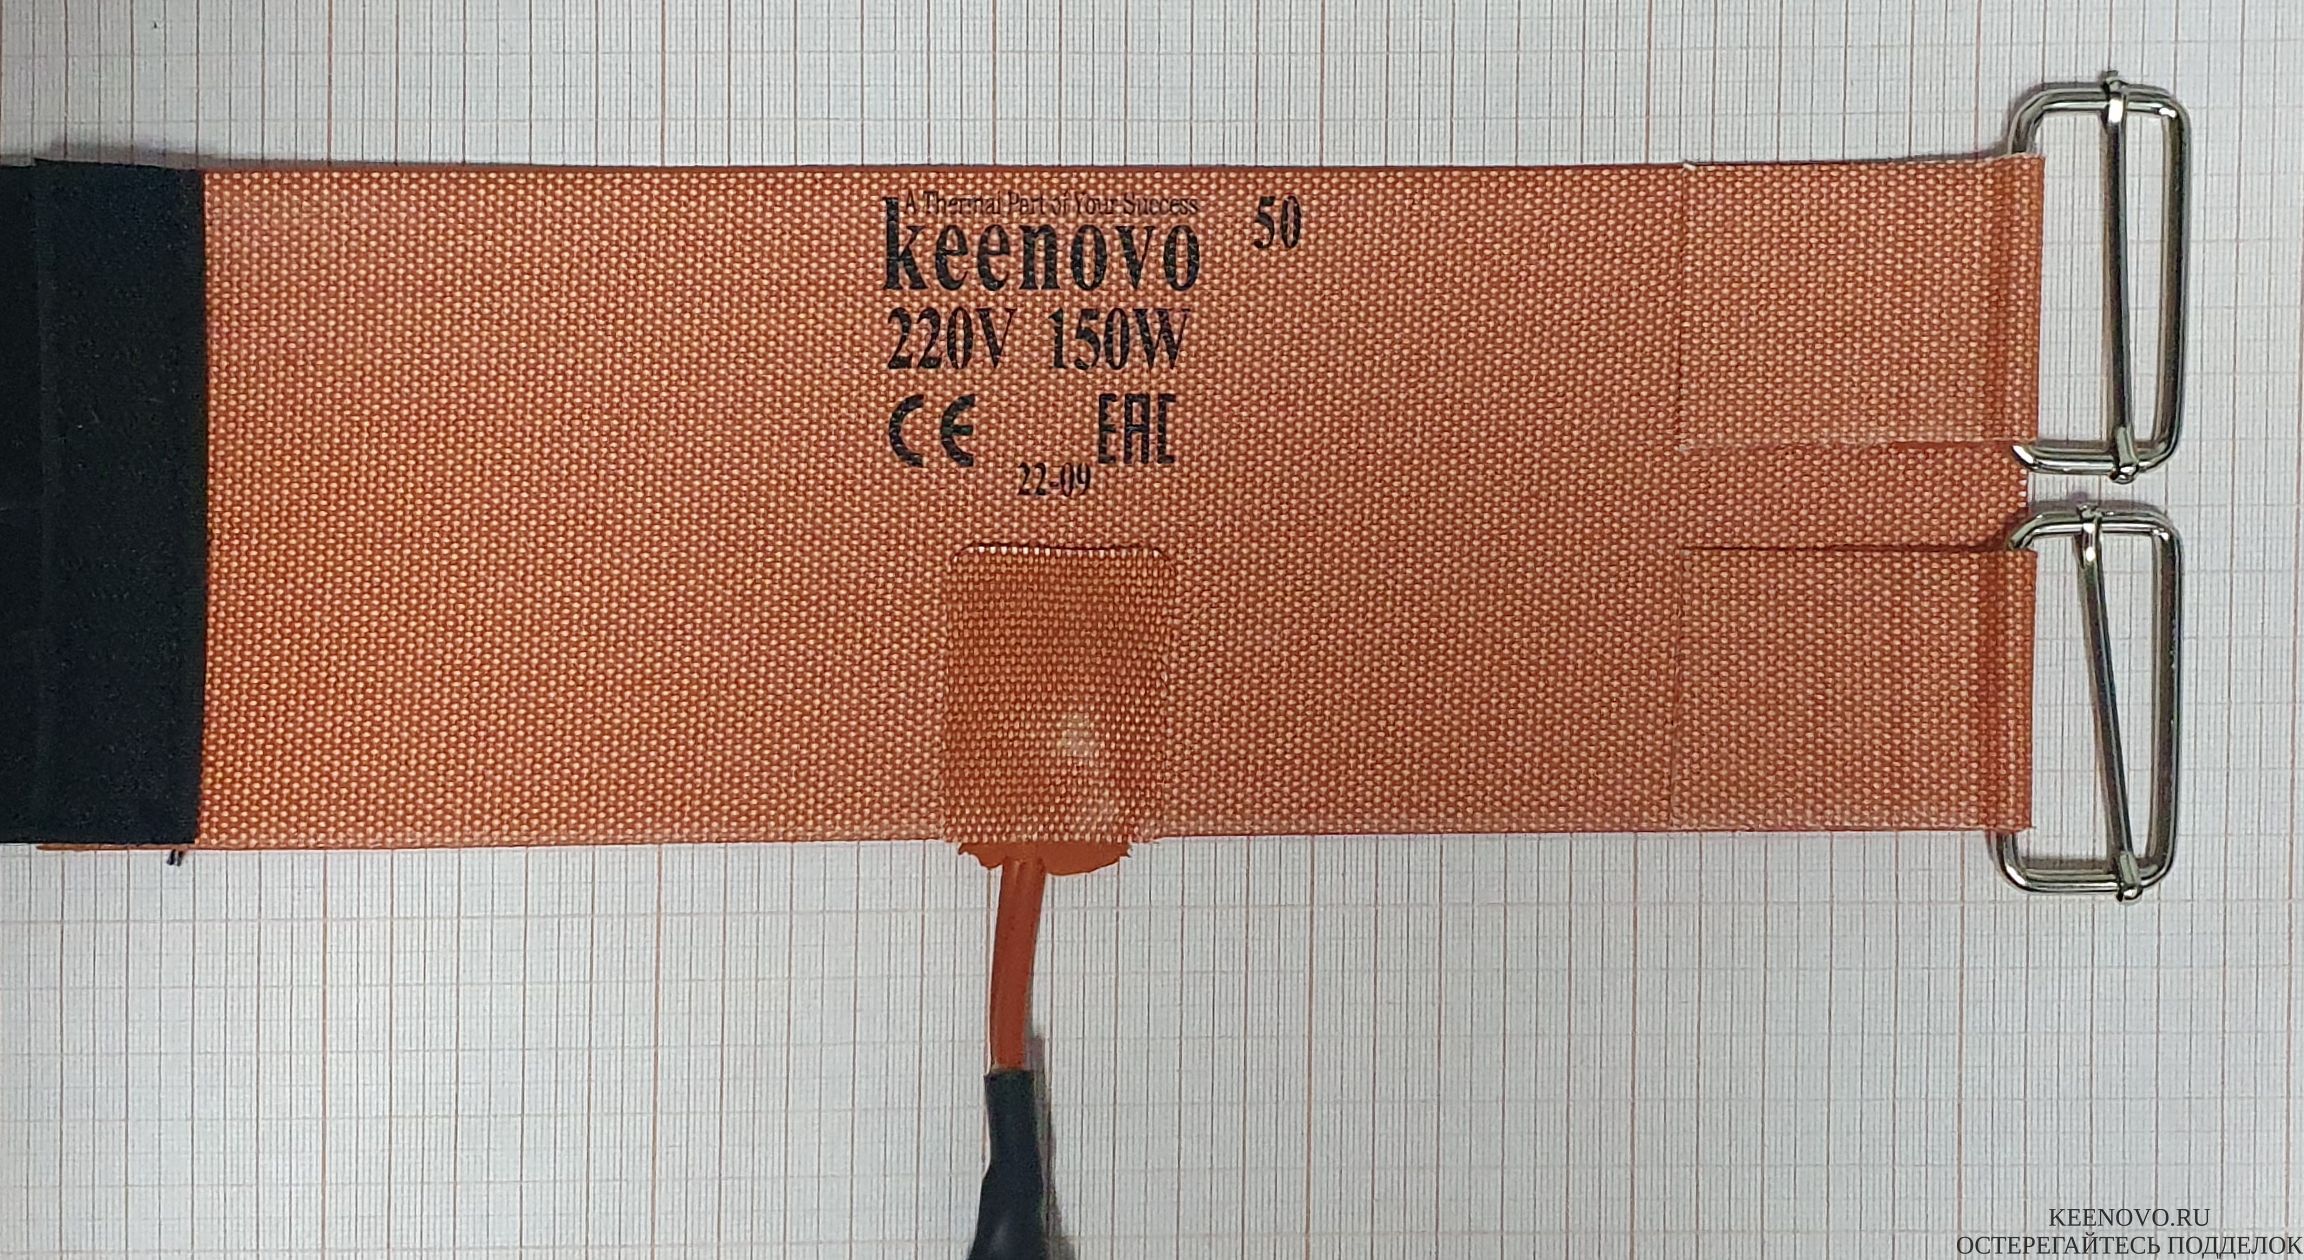 A Thermal Part of Your Success
keenovo 50
220V 150W
CE EAC
22-09
KEENOVO.RU
ОСТЕРЕГАЙТЕСЬ ПОДДЕЛОК